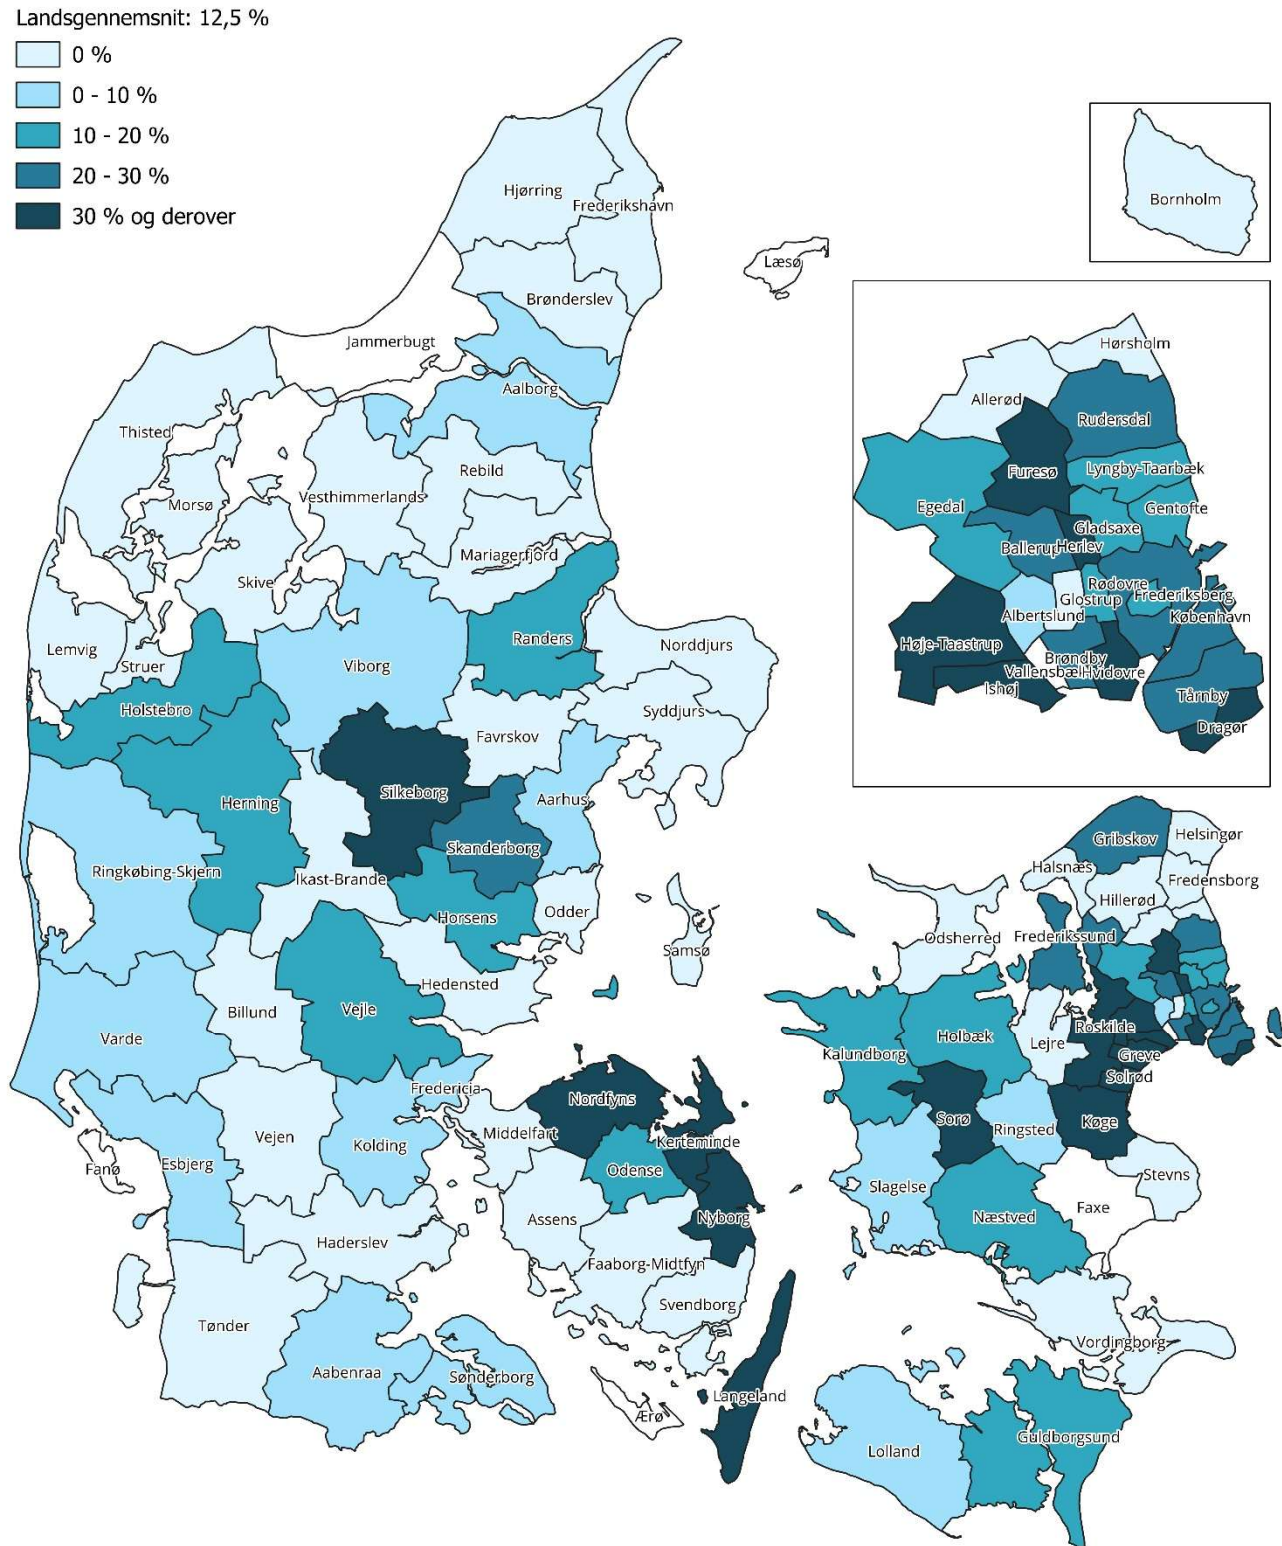 Landsgennemsnit: 12,5 %
0 %
0 - 10 %
10 - 20 %
20 - 30 %
30 % og derover
Hjørring
Frederikshavn
Bornholm
Læsø
Brønderslev
Jammerbugt
Aalborg
Thisted
Rebild
Vesthimmerlands
Morsø
Mariagerfjord
Skive
Randers
Norddjurs
Lemvig
Struer
Viborg
Holstebro
Syddjurs
Favrskov
Silkeborg
Aarhus
Herning
Skanderborg
Ringkøbing-Skjern
Ikast-Brande
Horsens
Odder
Samsø
Hedensted
Billund
Vejle
Varde
Fredericia
Vejen
Kolding
Middelfart
Esbjerg
Fanø
Haderslev
Tønder
Aabenraa
Sønderborg
Nordfyns
Kerteminde
Odense
Nyborg
Assens
Faaborg-Midtfyn
Svendborg
Langeland
Ærø
Hørsholm
Allerød
Rudersdal
Furesø
Lyngby-Taarbæk
Egedal
Gentofte
Gladsaxe
Ballerup
Herlev
Rødovre
Frederiksberg
Glostrup
Albertslund
København
Høje-Taastrup
Brøndby
Vallensbæk
Hvidovre
Ishøj
Tårnby
Dragør
Gribskov
Helsingør
Halsnæs
Fredensborg
Hillerød
Odsherred
Frederikssund
Roskilde
Holbæk
Lejre
Kalundborg
Greve
Solrød
Sorø
Ringsted
Køge
Stevns
Slagelse
Næstved
Faxe
Vordingborg
Guldborgsund
Lolland